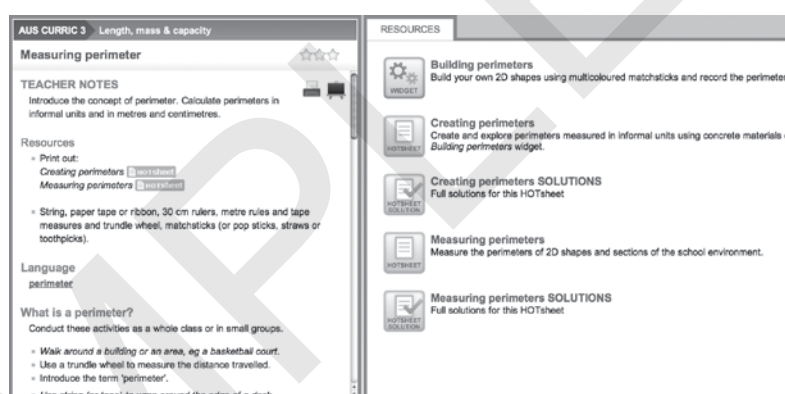 AUS CURRIC 3 Length, mass & capacity
Measuring perimeter
TEACHER NOTES
Introduce the concept of perimeter. Calculate perimeters in
informal units and in metres and centimetres.
Resources
Print out:
Creating perimeters HOTsheet
Measuring perimeters HOTsheet
String, paper tape or ribbon, 30 cm rulers, metre rules and tape
measures and trundle wheel, matchsticks (or pop sticks, straws or
toothpicks).
Language
perimeter
What is a perimeter?
Conduct these activities as a whole class or in small groups.
Walk around a building or an area, eg a basketball court.
Use a trundle wheel to measure the distance travelled.
Introduce the term 'perimeter'.
RESOURCES
WIDGET
Building perimeters
Build your own 2D shapes using multicoloured matchsticks and record the perimeter
HOTSHEET
Creating perimeters
Create and explore perimeters measured in informal units using concrete materials
Building perimeters widget.
HOTSHEET
SOLUTION
Creating perimeters SOLUTIONS
Full solutions for this HOTsheet
HOTSHEET
Measuring perimeters
Measure the perimeters of 2D shapes and sections of the school environment.
HOTSHEET
SOLUTION
Measuring perimeters SOLUTIONS
Full solutions for this HOTsheet